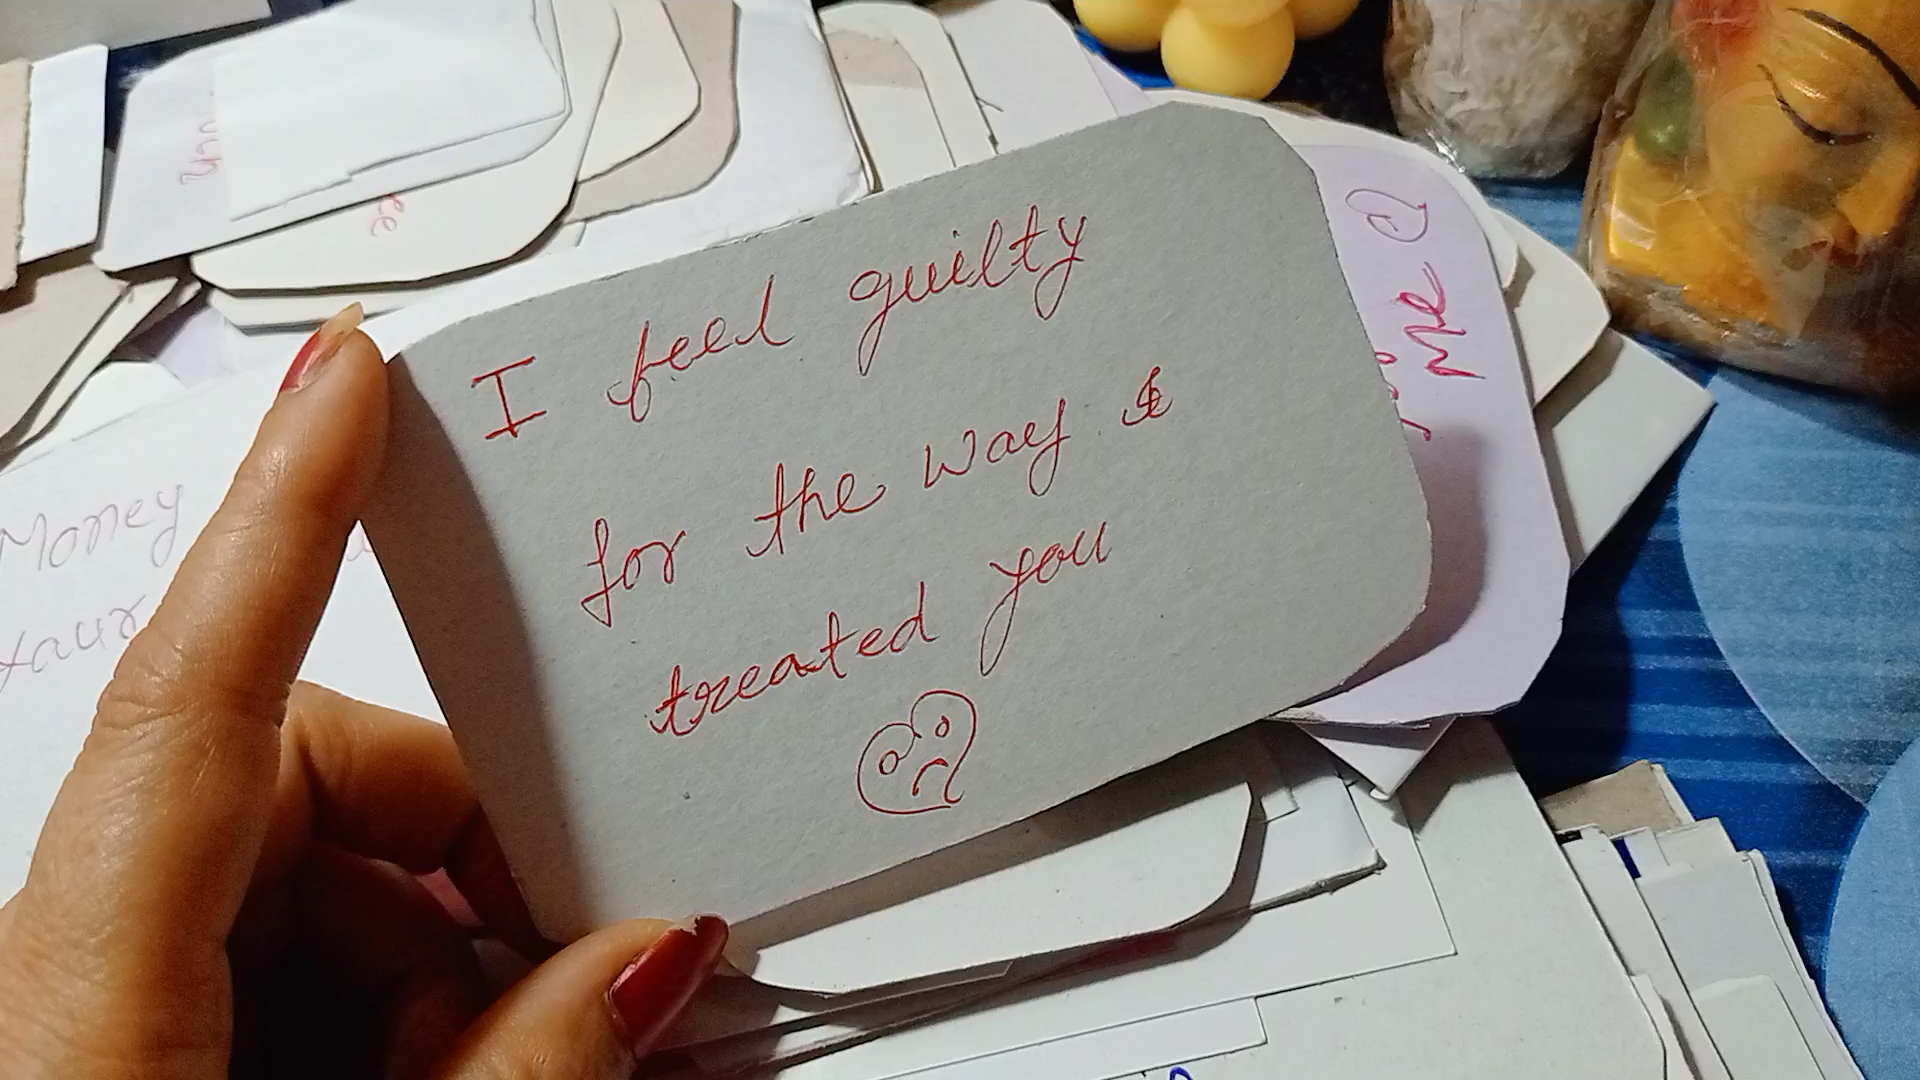 I feel guilty
for the way I
treated you
Money
Me